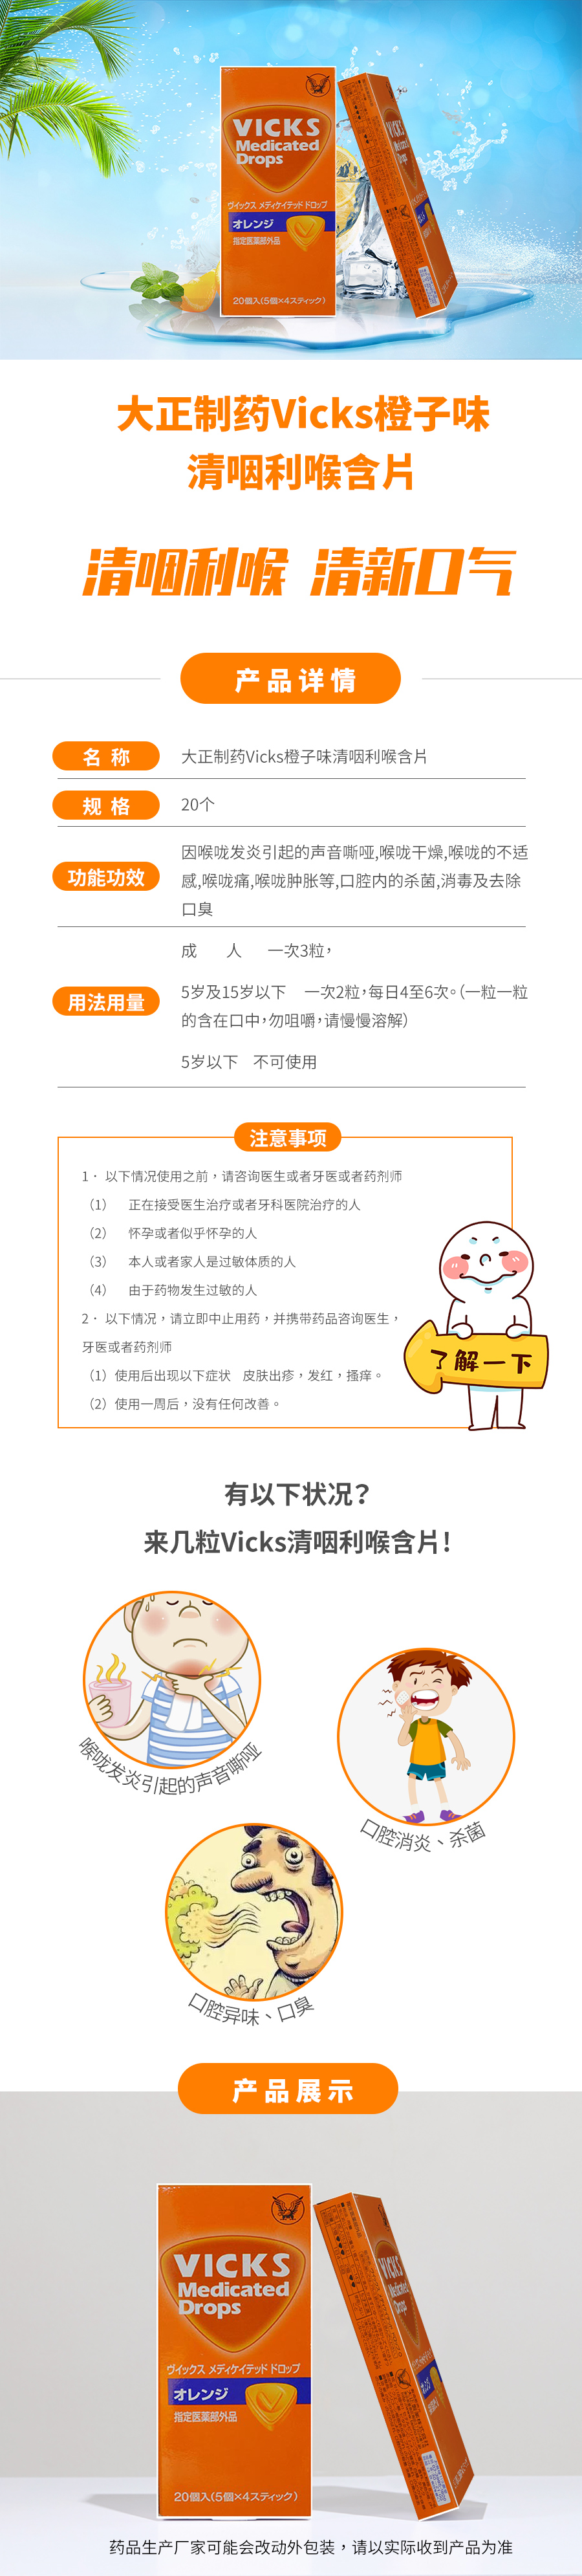 VICKS
Medicated
Drops
ヴイックス メディケイテッド ドロップ
オレンジ
指定医薬部外品
20個入(5個×4スティック)
VICKS
Medicated
Drops
オレンジ
大正制药Vicks橙子味
清咽利喉含片
清咽利喉 清新口气
产品详情
名 称
大正制药Vicks橙子味清咽利喉含片
规 格
20个
功能功效
因喉咙发炎引起的声音嘶哑,喉咙干燥,喉咙的不适
感,喉咙痛,喉咙肿胀等,口腔内的杀菌,消毒及去除
口臭
用法用量
成 人 一次3粒，
5岁及15岁以下 一次2粒，每日4至6次。（一粒一粒
的含在口中，勿咀嚼，请慢慢溶解）
5岁以下 不可使用
注意事项
1． 以下情况使用之前，请咨询医生或者牙医或者药剂师
（1） 正在接受医生治疗或者牙科医院治疗的人
（2） 怀孕或者似乎怀孕的人
（3） 本人或者家人是过敏体质的人
（4） 由于药物发生过敏的人
2． 以下情况，请立即中止用药，并携带药品咨询医生，
牙医或者药剂师
（1）使用后出现以下症状 皮肤出疹，发红，搔痒。
（2）使用一周后，没有任何改善。
了解一下
有以下状况？
来几粒Vicks清咽利喉含片！
喉咙发炎引起的声音嘶哑
口腔消炎、杀菌
口腔异味、口臭
产品展示
VICKS
Medicated
Drops
ヴイックス メディケイテッド ドロップ
オレンジ
指定医薬部外品
20個入(5個×4スティック)
VICKS
Medicated
Drops
オレンジ
药品生产厂家可能会改动外包装，请以实际收到产品为准